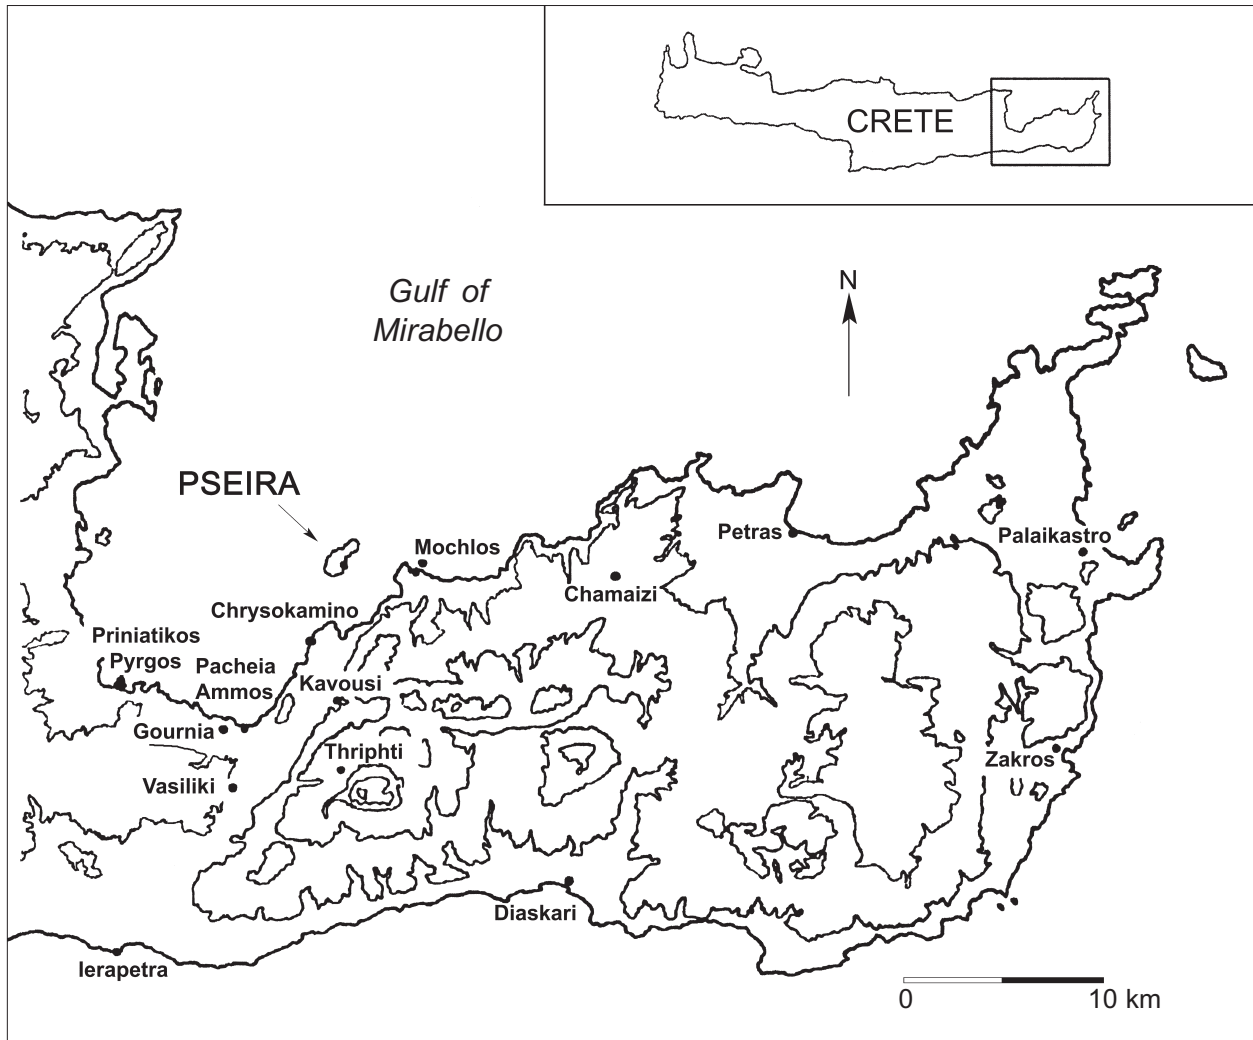 CRETE
Gulf of
Mirabello
N
PSEIRA
Mochlos
Petras
Palaikastro
Chamaizi
Chrysokamino
Priniatikos
Pyrgos
Pacheia
Ammos
Kavousi
Gournia
Thriphti
Zakros
Vasiliki
Diaskari
Ierapetra
0 10 km